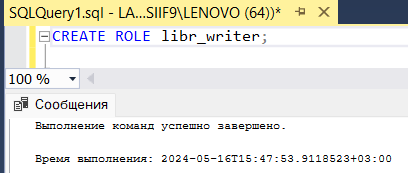 SQLQuery1.sql - LA...SIIF9\LENOVO (64))*
CREATE ROLE libr_writer;
100 %
Сообщения
Выполнение команд успешно завершено.
Время выполнения: 2024-05-16T15:47:53.9118523+03:00